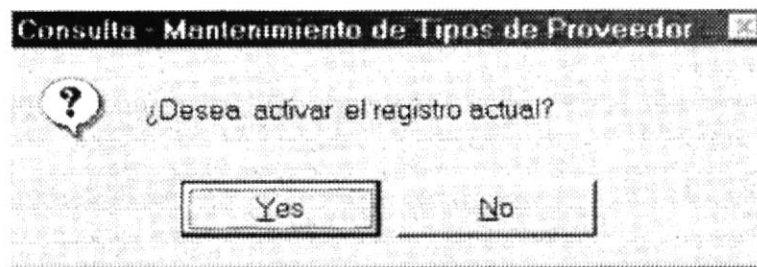 Consulta - Mantenimiento de Tipos de Proveedor
?
¿Desea activar el registro actual?
Yes
No